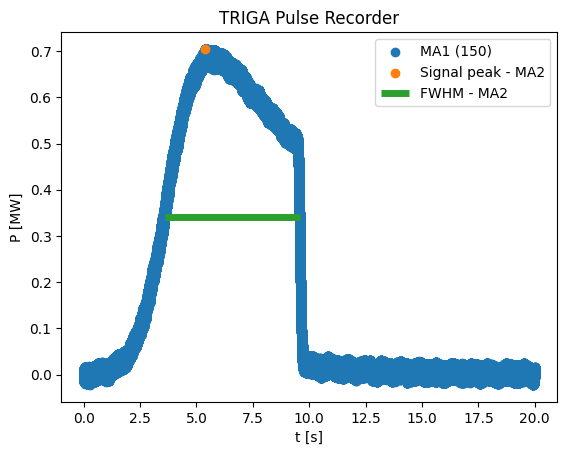 TRIGA Pulse Recorder
MA1 (150)
Signal peak - MA2
FWHM - MA2
P [MW]
0.7
0.6
0.5
0.4
0.3
0.2
0.1
0.0
0.0 2.5 5.0 7.5 10.0 12.5 15.0 17.5 20.0
t [s]